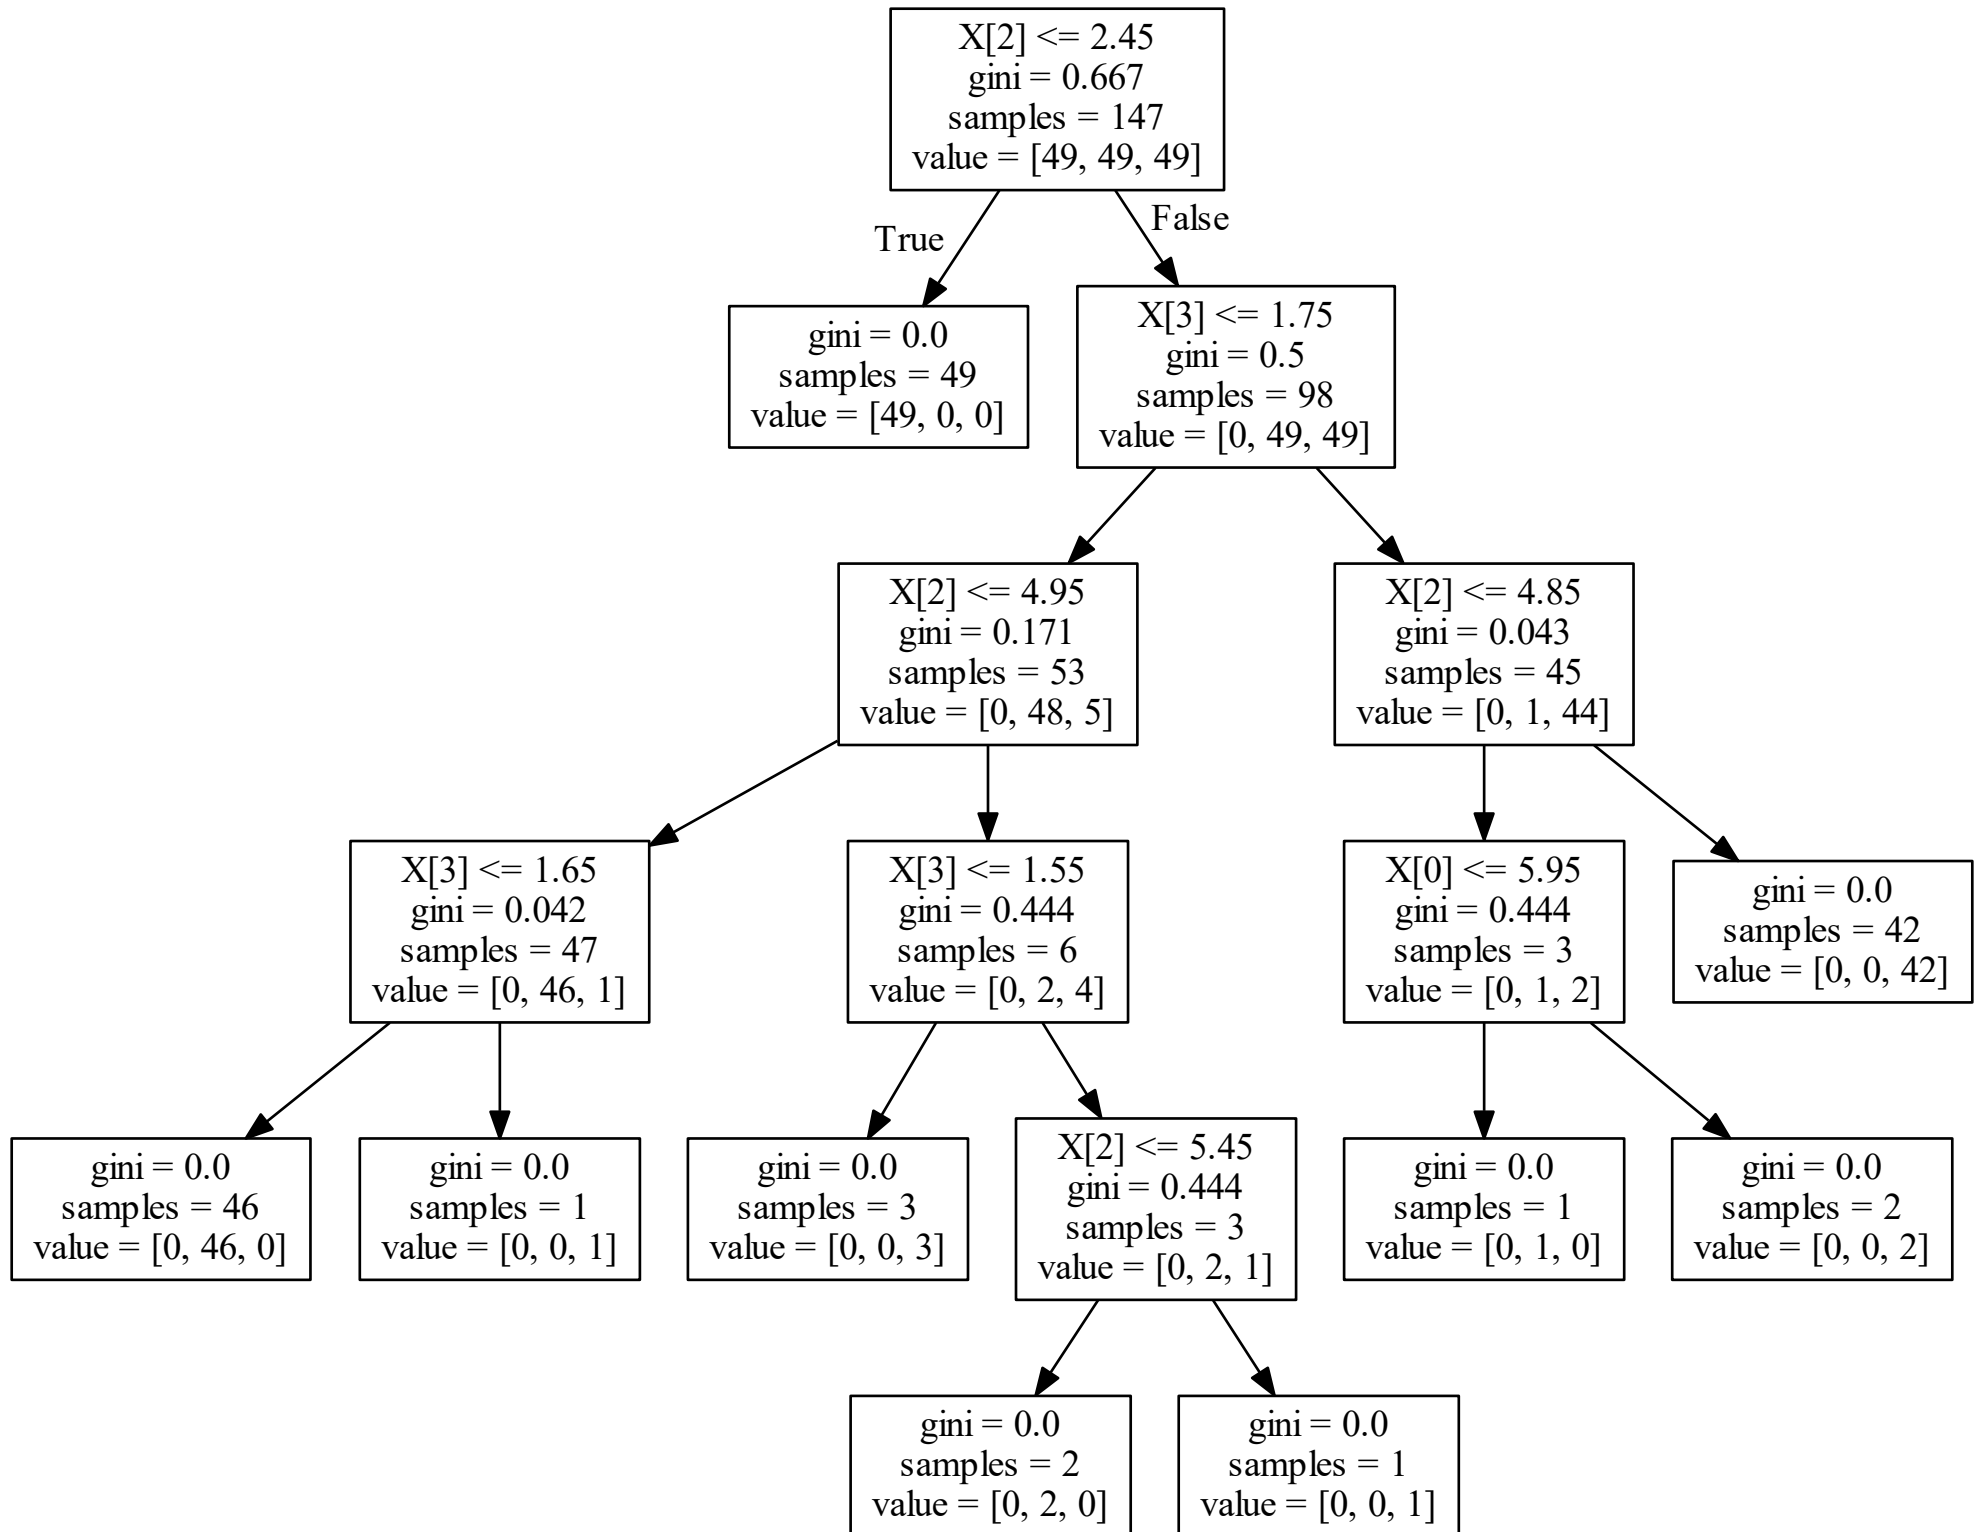 X[2] <= 2.45
gini = 0.667
samples = 147
value = [49, 49, 49]
True
False
gini = 0.0
samples = 49
value = [49, 0, 0]
X[3] <= 1.75
gini = 0.5
samples = 98
value = [0, 49, 49]
X[2] <= 4.95
gini = 0.171
samples = 53
value = [0, 48, 5]
X[2] <= 4.85
gini = 0.043
samples = 45
value = [0, 1, 44]
X[3] <= 1.65
gini = 0.042
samples = 47
value = [0, 46, 1]
X[3] <= 1.55
gini = 0.444
samples = 6
value = [0, 2, 4]
X[0] <= 5.95
gini = 0.444
samples = 3
value = [0, 1, 2]
gini = 0.0
samples = 42
value = [0, 0, 42]
gini = 0.0
samples = 46
value = [0, 46, 0]
gini = 0.0
samples = 1
value = [0, 0, 1]
gini = 0.0
samples = 3
value = [0, 0, 3]
X[2] <= 5.45
gini = 0.444
samples = 3
value = [0, 2, 1]
gini = 0.0
samples = 1
value = [0, 1, 0]
gini = 0.0
samples = 2
value = [0, 0, 2]
gini = 0.0
samples = 2
value = [0, 2, 0]
gini = 0.0
samples = 1
value = [0, 0, 1]